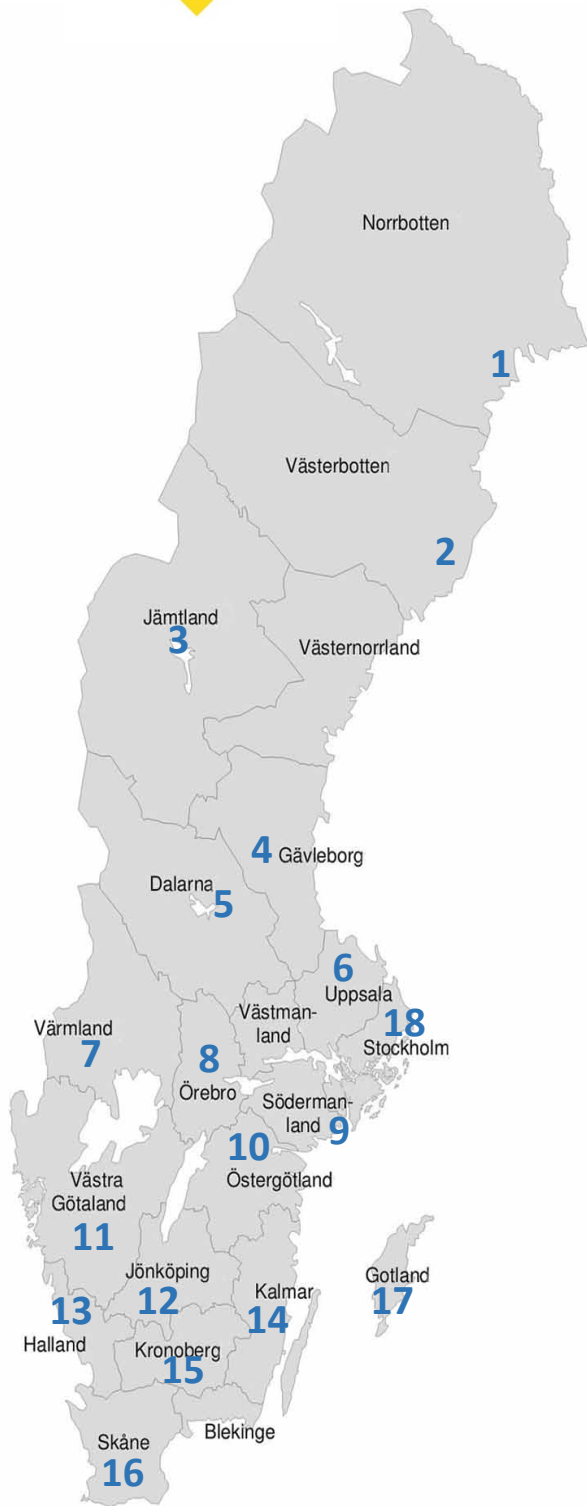 Norrbotten
1
Västerbotten
2
Jämtland
3
Västernorrland
4 Gävleborg
Dalarna
5
6
Uppsala
Västman-
land
18
Stockholm
Värmland
7
8
Örebro
Söderman-
land
9
10
Östergötland
Västra
Götaland
11
Jönköping
12
Kalmar
14
Gotland
17
13
Halland
Kronoberg
15
Blekinge
Skåne
16